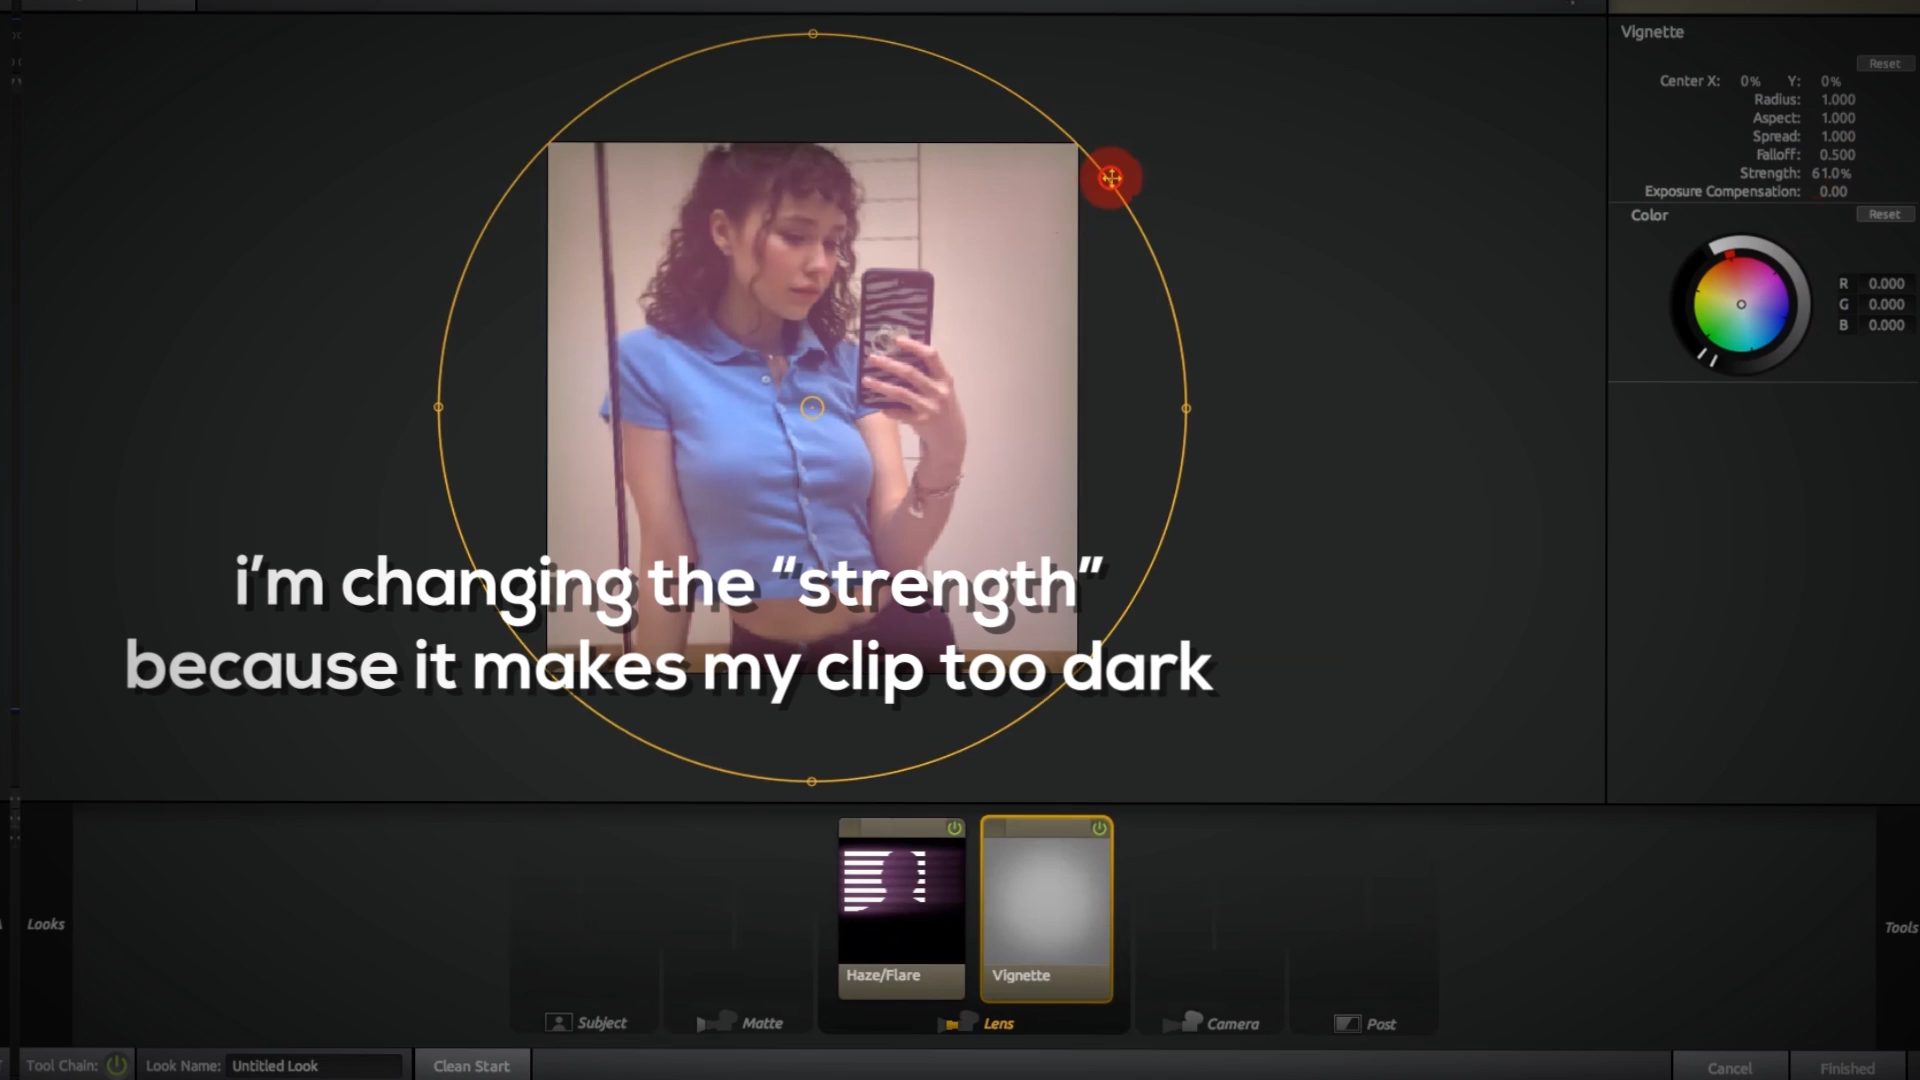 Vignette
Reset
Center X: 0% Y: 0%
Radius: 1.000
Aspect: 1.000
Spread: 1.000
Falloff: 0.500
Strength: 61.0%
Exposure Compensation: 0.00
Color Reset
R 0.000
G 0.000
B 0.000
i'm changing the “strength”
because it makes my clip too dark
Looks
Tools
Haze/Flare
Vignette
Subject
Matte
Lens
Camera
Post
Tool Chain:
Look Name: Untitled Look
Clean Start
Cancel
Finished